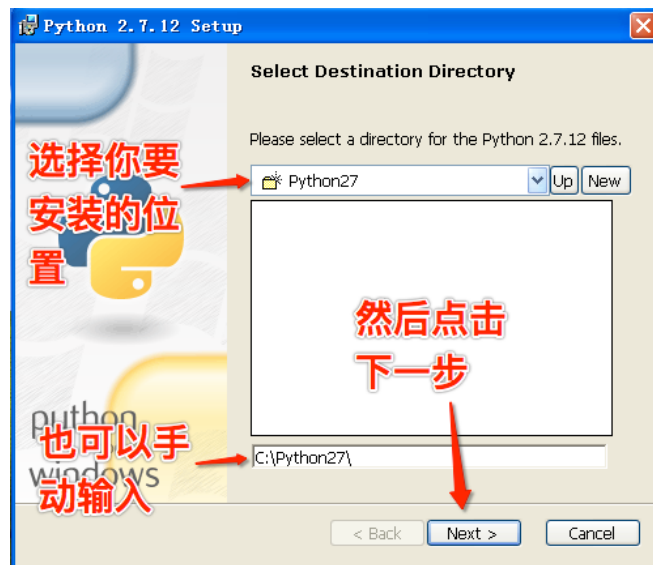 Python 2.7.12 Setup
Select Destination Directory
Please select a directory for the Python 2.7.12 files.
选择你要
安装的位
置
Python27
Up
New
然后点击
下一步
python
windows
也可以手
动输入
C:\Python27\
< Back
Next >
Cancel